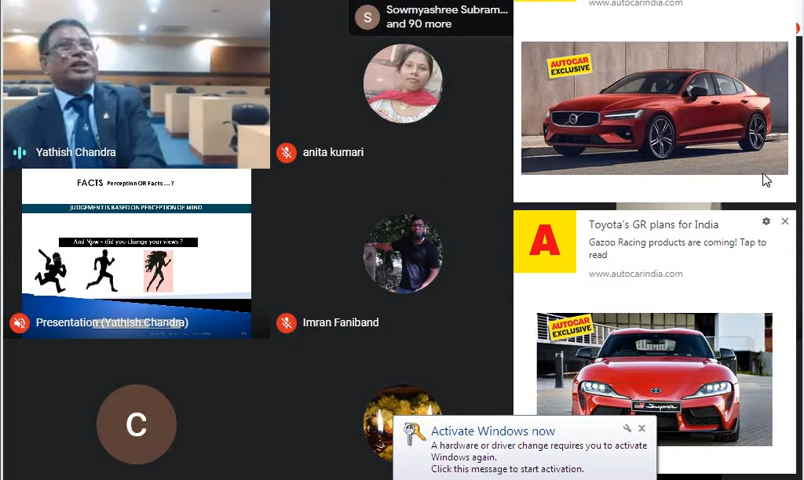 Sowmyashree Subram...
and 90 more
S
www.autocarindia.com
AUTOCAR
EXCLUSIVE
Yathish Chandra
anita kumari
FACTS Perception OR Facts ....?
JUDGEMENT IS BASED ON PERCEPTION OF MIND
And Now - did you change your views ?
Presentation (Yathish Chandra)
Imran Faniband
A
Toyota's GR plans for India
Gazoo Racing products are coming! Tap to
read
www.autocarindia.com
AUTOCAR
EXCLUSIVE
GR Supra
C
Activate Windows now
A hardware or driver change requires you to activate
Windows again.
Click this message to start activation.